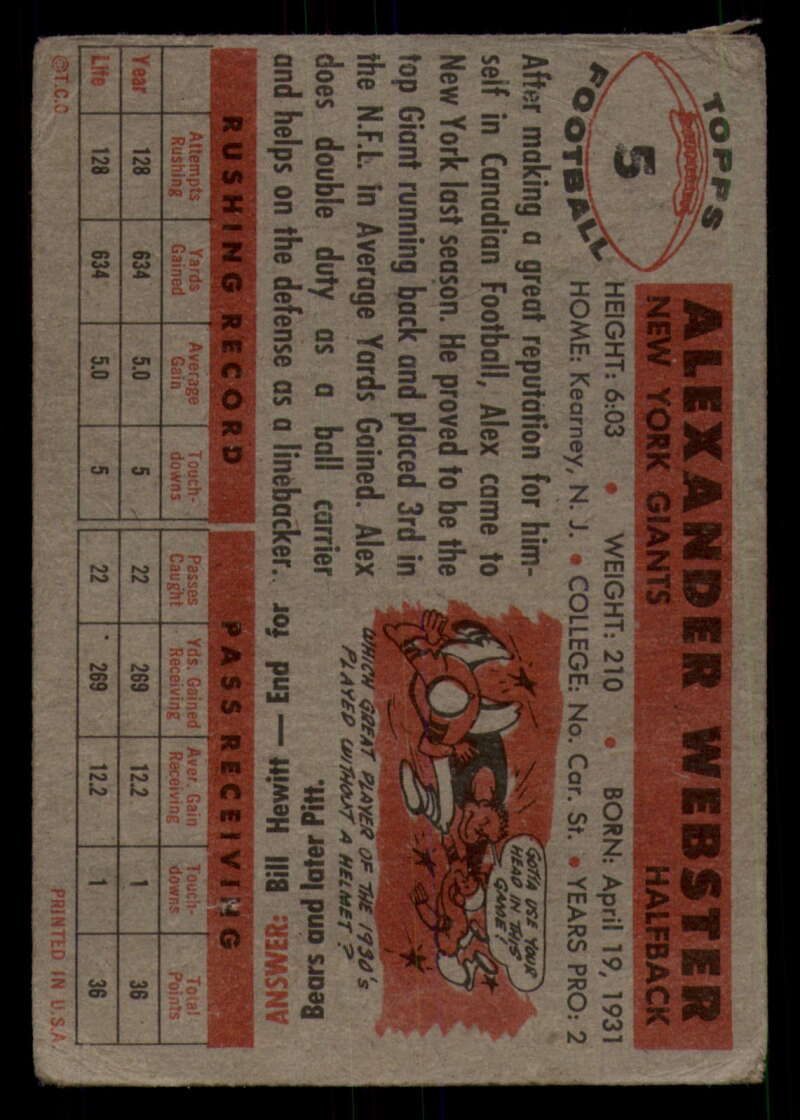 TOPPS
5
FOOTBALL
ALEXANDER WEBSTER
NEW YORK GIANTS HALFBACK
HEIGHT: 6:03 • WEIGHT: 210 • BORN: April 19, 1931
HOME: Kearney, N. J. • COLLEGE: No. Car. St. • YEARS PRO: 2
After making a great reputation for him-
self in Canadian Football, Alex came to
New York last season. He proved to be the
top Giant running back and placed 3rd in
the N.F.L. in Average Yards Gained. Alex
does double duty as a ball carrier
and helps on the defense as a linebacker.
GOTTA USE YOUR
HEAD IN THIS
GAME!
WHICH GREAT PLAYER OF THE 1930's
PLAYED WITHOUT A HELMET?
ANSWER: Bill Hewitt — End for
Bears and later Pitt.
RUSHING RECORD PASS RECEIVING
Attempts Rushing Yards Gained Average Gain Touch-downs Passes Caught Yds. Gained Receiving Aver. Gain Receiving Touch-downs Total Points
Year 128 634 5.0 5 22 269 12.2 1 36
Life 128 634 5.0 5 22 269 12.2 1 36
©T.C.C PRINTED IN U.S.A.